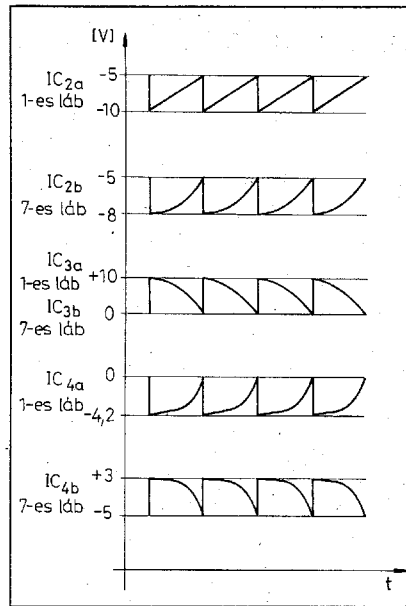 [V]
IC2a
1-es láb
-5
-10
IC2b
7-es láb
-5
-8
IC3a
1-es láb
IC3b
7-es láb
+10
0
IC4a
1-es láb
0
-4,2
IC4b
7-es láb
+3
-5
t